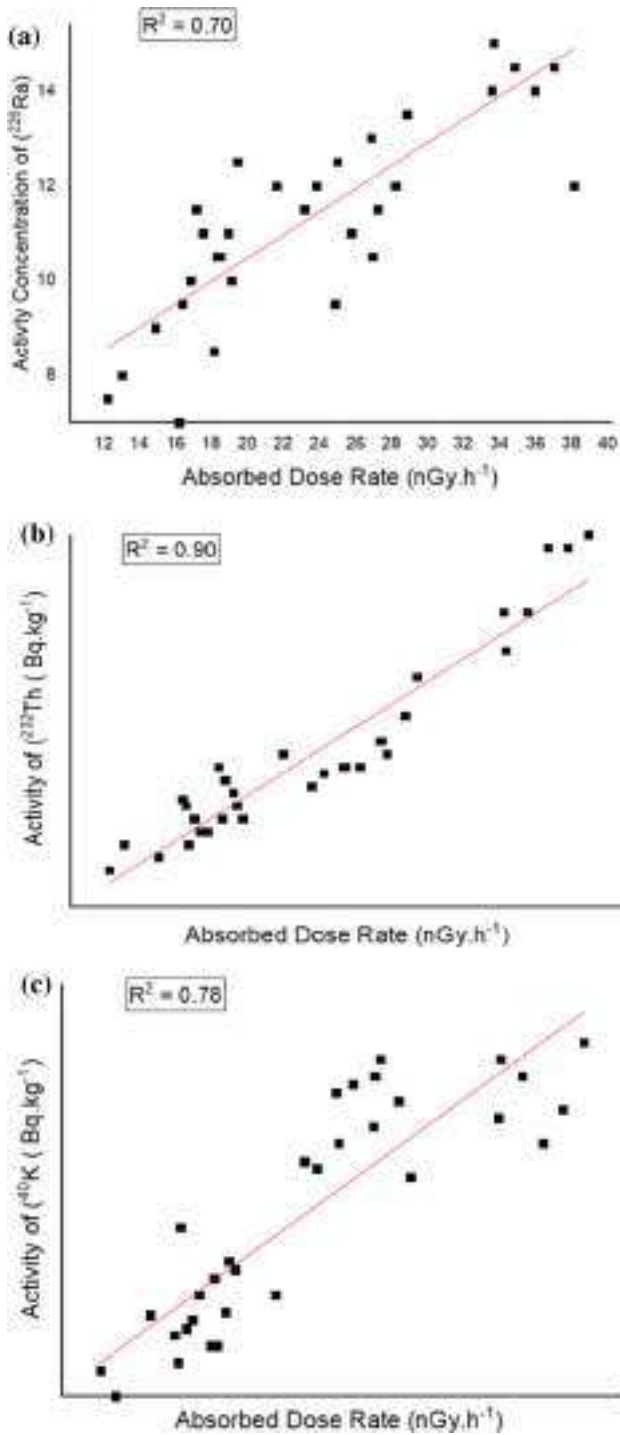 (a)
R² = 0.70
Activty Concentration of (²²⁶Ra)
14
12
10
8
12 14 16 18 20 22 24 26 28 30 32 34 36 38 40
Absorbed Dose Rate (nGy.h⁻¹)
(b)
R² = 0.90
Activity of (²³²Th ( Bq.kg⁻¹)
Absorbed Dose Rate (nGy.h⁻¹)
(c)
R² = 0.78
Activity of (⁴⁰K ( Bq.kg⁻¹)
Absorbed Dose Rate (nGy.h⁻¹)